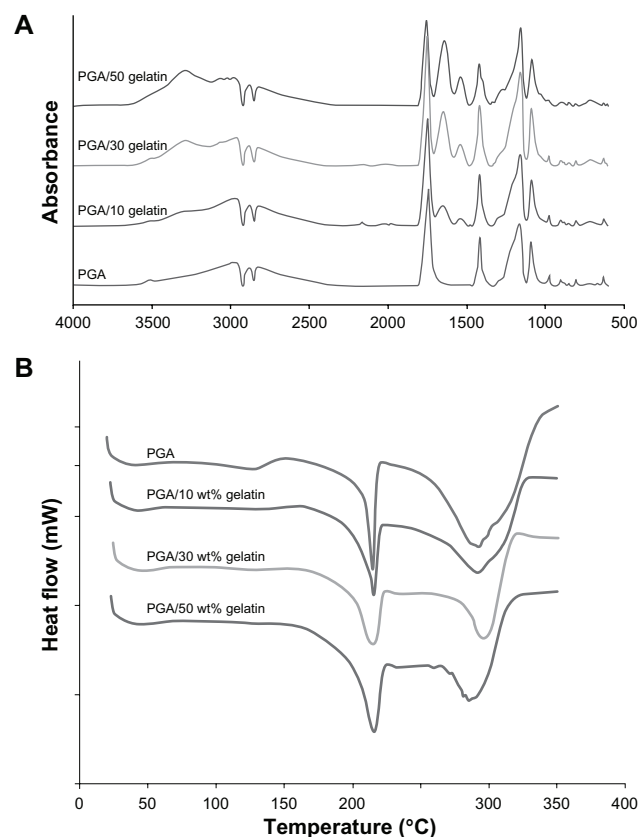 A
Absorbance
PGA/50 gelatin
PGA/30 gelatin
PGA/10 gelatin
PGA
4000 3500 3000 2500 2000 1500 1000 500
B
Heat flow (mW)
PGA
PGA/10 wt% gelatin
PGA/30 wt% gelatin
PGA/50 wt% gelatin
0 50 100 150 200 250 300 350 400
Temperature (°C)